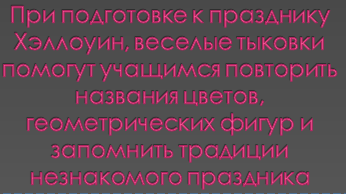 При подготовке к празднику
Хэллоуин, веселые тыковки
помогут учащимся повторить
названия цветов,
геометрических фигур и
запомнить традиции
незнакомого праздника